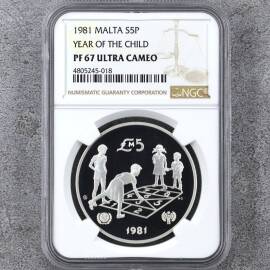 1981 MALTA S5P
YEAR OF THE CHILD
PF 67 ULTRA CAMEO
4805245-018
NUMISMATIC GUARANTY CORPORATION
NGC
£M5
1981